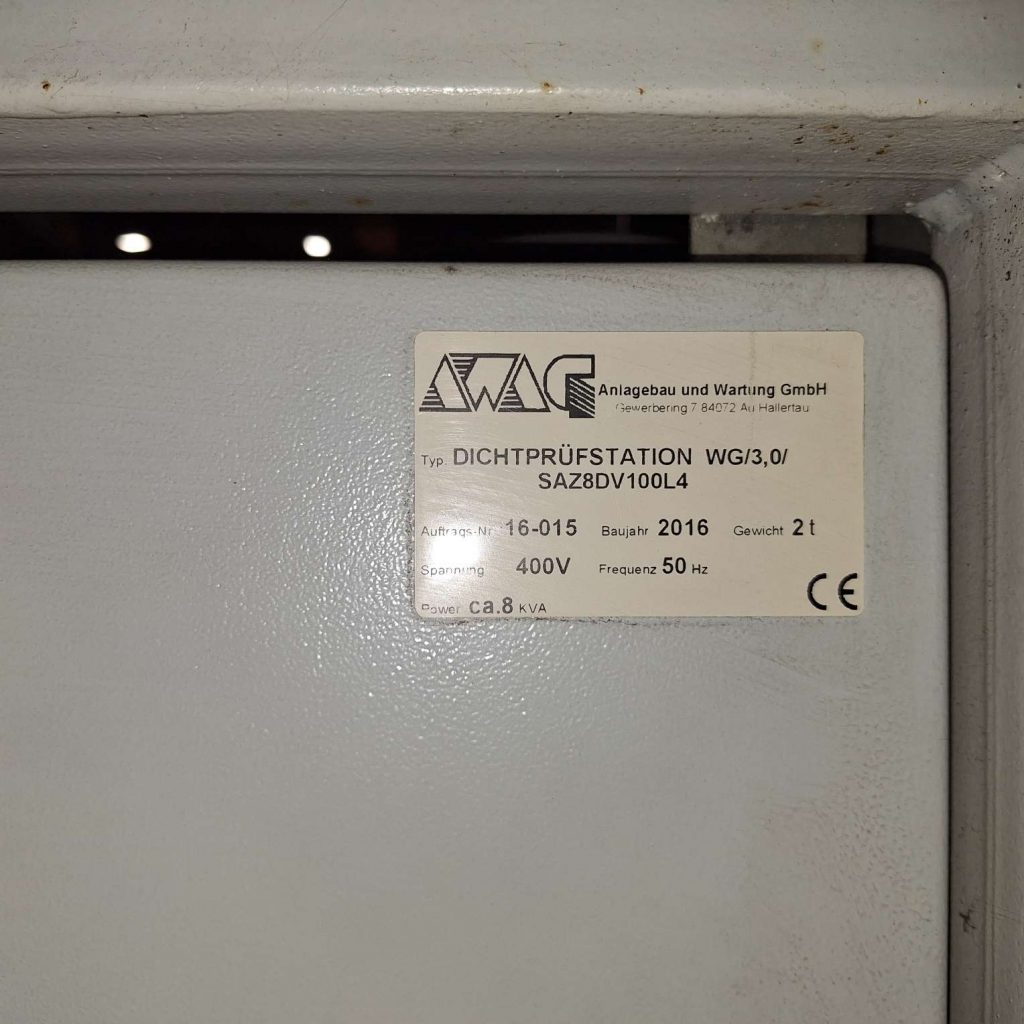 AWAG
Anlagebau und Wartung GmbH
Gewerbering 7 84072 Au Hallertau
Typ. DICHTPRÜFSTATION WG/3,0/
SAZ8DV100L4
Auftrags-Nr. 16-015 Baujahr 2016 Gewicht 2 t
Spannung 400V Frequenz 50 Hz
Power ca.8 KVA
CE